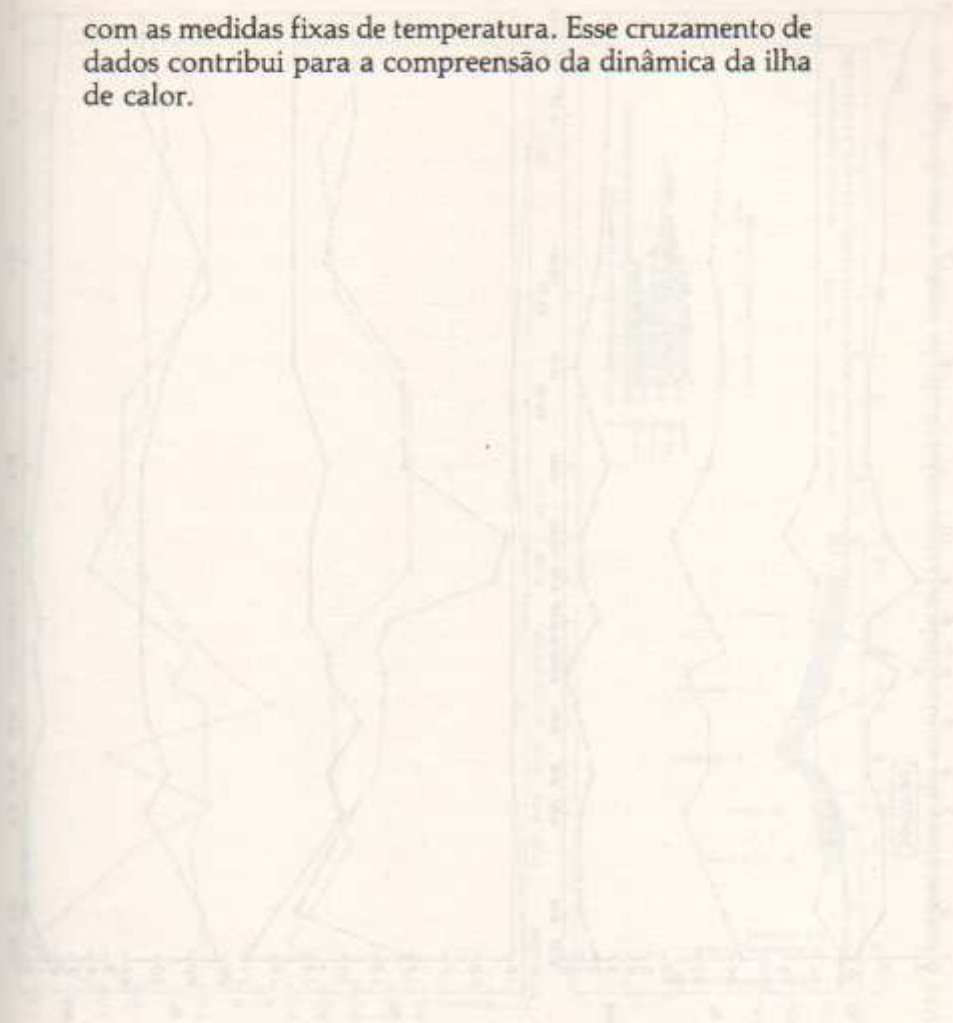 com as medidas fixas de temperatura. Esse cruzamento de
dados contribui para a compreensão da dinâmica da ilha
de calor.